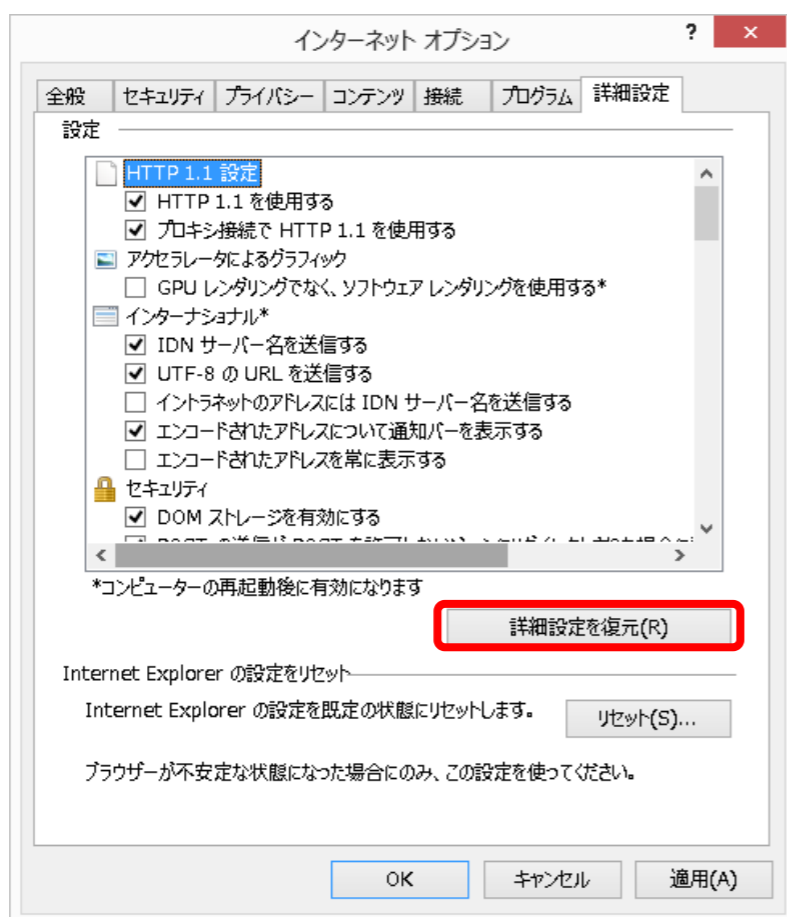 インターネット オプション
?
×
全般 セキュリティ プライバシー コンテンツ 接続 プログラム 詳細設定
設定
HTTP 1.1 設定
HTTP 1.1 を使用する
プロキシ接続で HTTP 1.1 を使用する
アクセラレータによるグラフィック
GPU レンダリングでなく、ソフトウェア レンダリングを使用する*
インターナショナル*
IDN サーバー名を送信する
UTF-8 の URL を送信する
イントラネットのアドレスには IDN サーバー名を送信する
エンコードされたアドレスについて通知バーを表示する
エンコードされたアドレスを常に表示する
セキュリティ
DOM ストレージを有効にする
*コンピューターの再起動後に有効になります
詳細設定を復元(R)
Internet Explorer の設定をリセット
Internet Explorer の設定を既定の状態にリセットします。
リセット(S)...
ブラウザーが不安定な状態になった場合にのみ、この設定を使ってください。
OK キャンセル 適用(A)